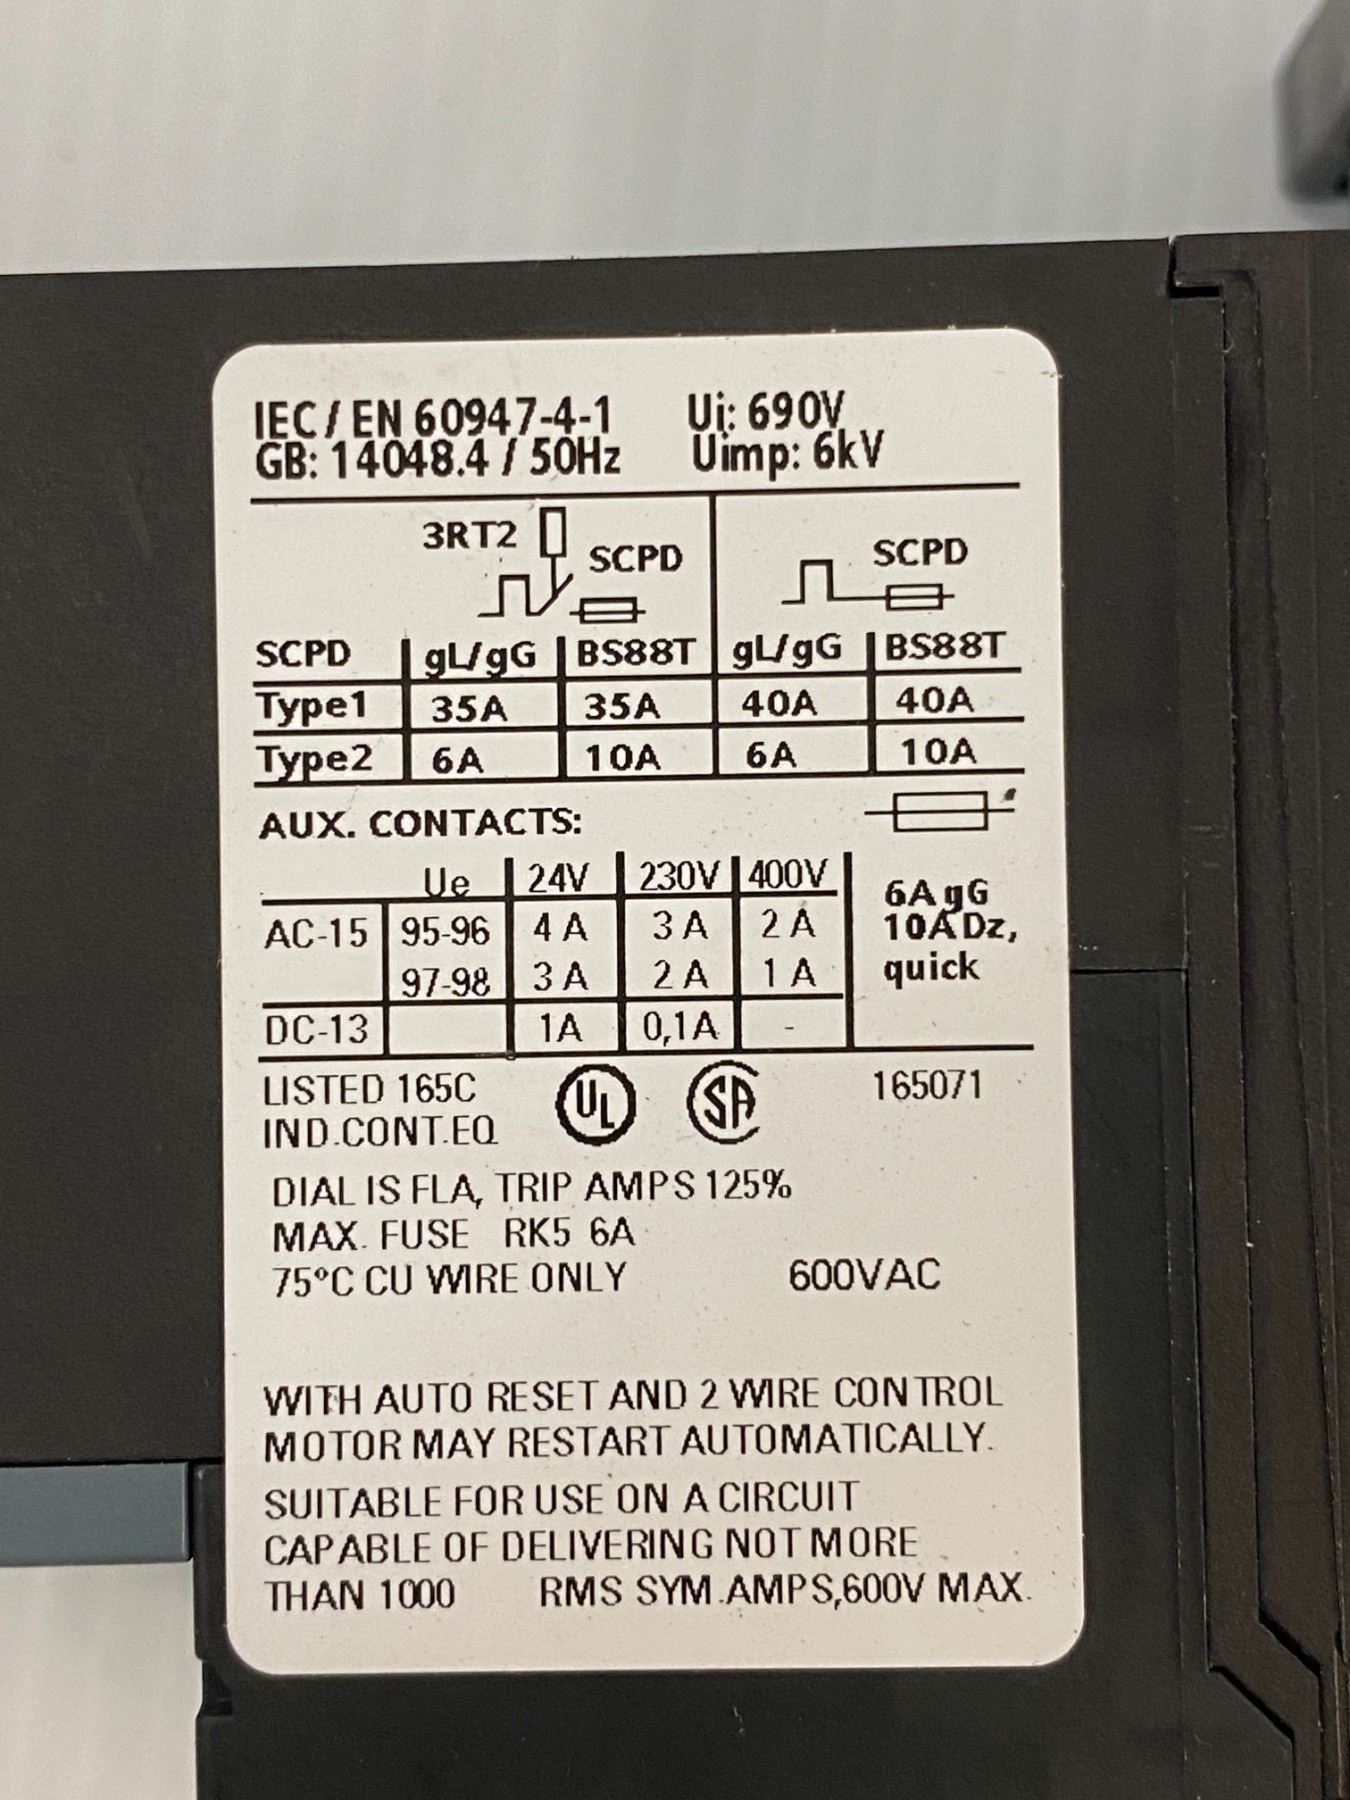 IEC / EN 60947-4-1 Ui: 690V
GB: 14048.4 / 50Hz Uimp: 6kV
3RT2 SCPD SCPD
SCPD gL/gG BS88T gL/gG BS88T
Type1 35A 35A 40A 40A
Type2 6A 10A 6A 10A
AUX. CONTACTS:
Ue 24V 230V 400V
AC-15 95-96 4 A 3 A 2 A
97-98 3 A 2 A 1 A
DC-13 1A 0,1A -
6A gG
10A Dz,
quick
LISTED 165C UL SA 165071
IND.CONT.EQ
DIAL IS FLA, TRIP AMPS 125%
MAX. FUSE RK5 6A
75°C CU WIRE ONLY 600VAC
WITH AUTO RESET AND 2 WIRE CONTROL
MOTOR MAY RESTART AUTOMATICALLY.
SUITABLE FOR USE ON A CIRCUIT
CAPABLE OF DELIVERING NOT MORE
THAN 1000 RMS SYM.AMPS,600V MAX.